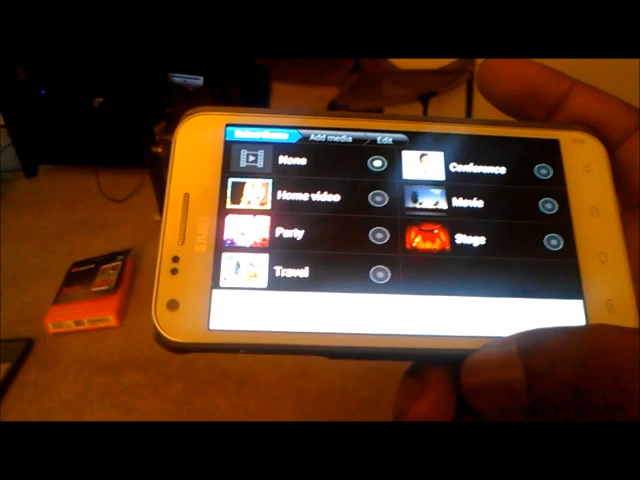 Select theme Add media Edit
None
Conference
Home video
Movie
Party
Stage
Travel
SAMSUNG